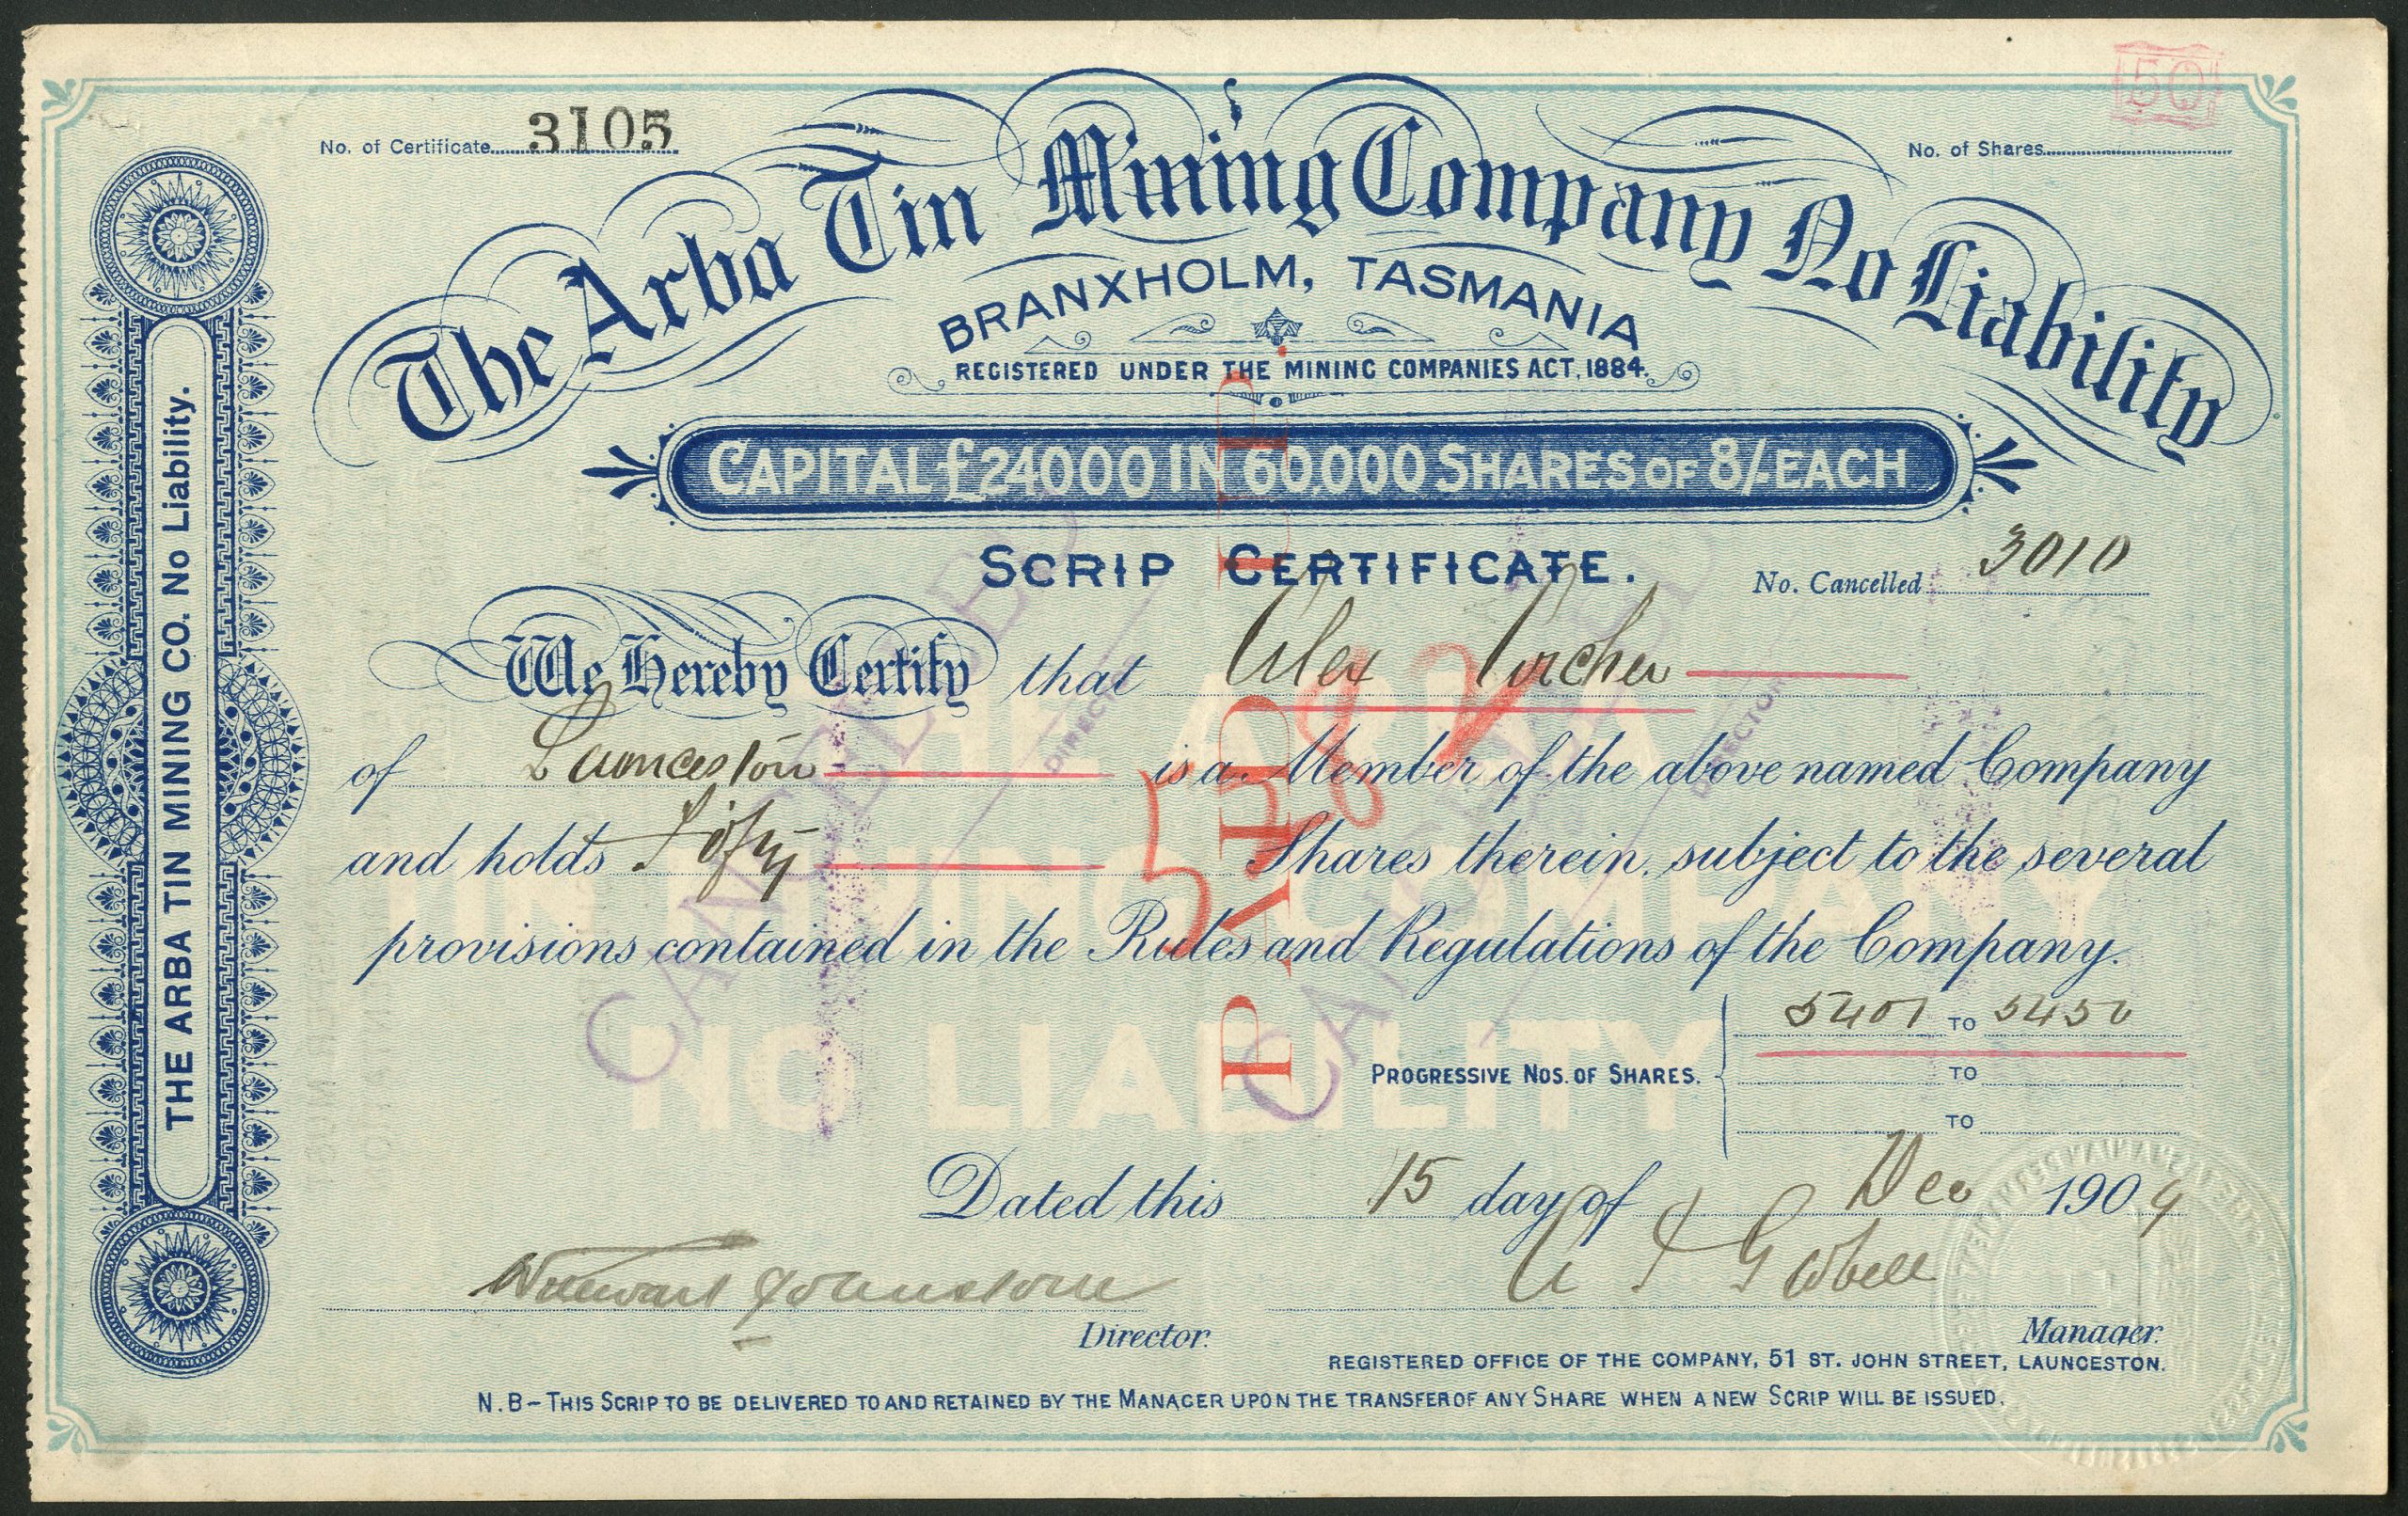 No. of Certificate 3105
50
No. of Shares
The Arba Tin Mining Company No Liability
BRANXHOLM, TASMANIA
REGISTERED UNDER THE MINING COMPANIES ACT, 1884.
CAPITAL £24000 IN 60,000 SHARES OF 8/- EACH
SCRIP CERTIFICATE.
No. Cancelled 3010
We Hereby Certify that Alex Archer
of Launceston is a Member of the above named Company
and holds Fifty Shares therein, subject to the several
provisions contained in the Rules and Regulations of the Company.
5401 TO 5450
PROGRESSIVE NOS. OF SHARES.
TO
TO
Dated this 15 day of Dec 1909
Johnstone
Director.
Manager.
REGISTERED OFFICE OF THE COMPANY, 51 ST. JOHN STREET, LAUNCESTON.
N.B - THIS SCRIP TO BE DELIVERED TO AND RETAINED BY THE MANAGER UPON THE TRANSFER OF ANY SHARE WHEN A NEW SCRIP WILL BE ISSUED.
THE ARBA TIN MINING CO. No Liability.
PAID UP.
CANCELLED
DIRECTOR
CANCELLED
DIRECTOR
THE ARBA
TIN MINING COMPANY
NO LIABILITY